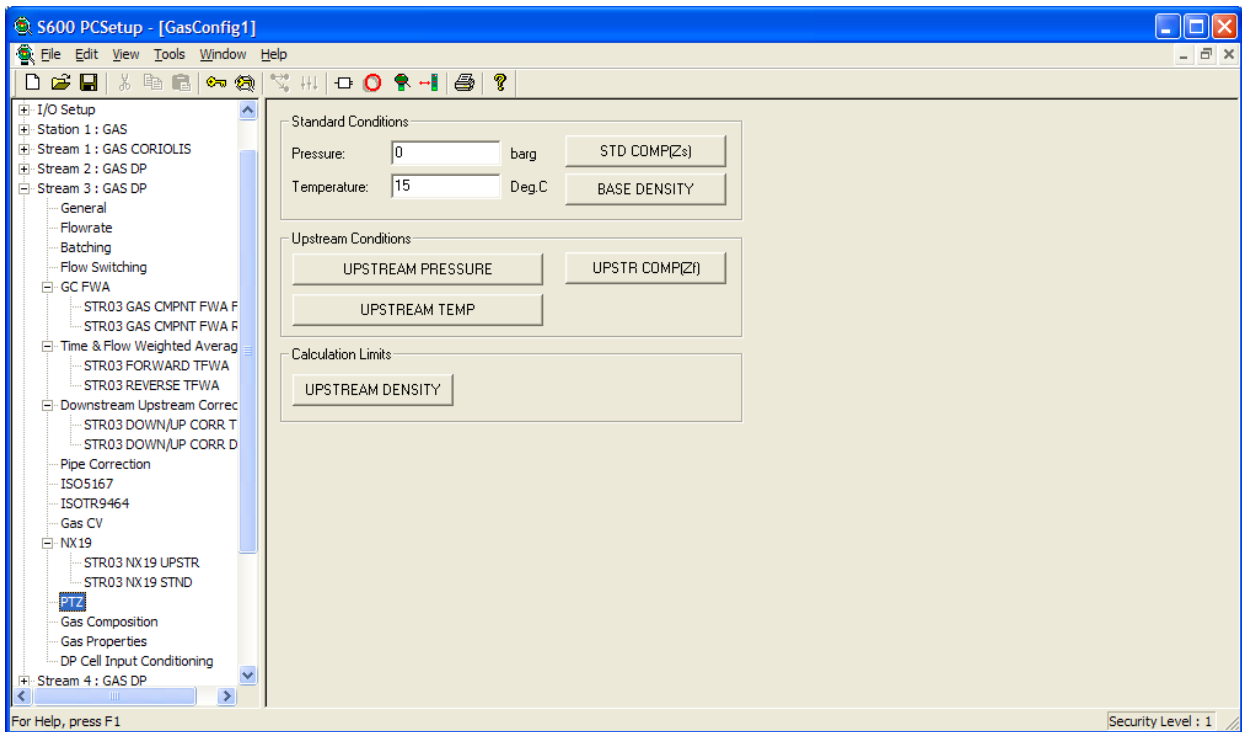 S600 PCSetup - [GasConfig1]
File Edit View Tools Window Help
I/O Setup
Station 1 : GAS
Stream 1 : GAS CORIOLIS
Stream 2 : GAS DP
Stream 3 : GAS DP
General
Flowrate
Batching
Flow Switching
GC FWA
STR03 GAS CMPNT FWA F
STR03 GAS CMPNT FWA R
Time & Flow Weighted Averag
STR03 FORWARD TFWA
STR03 REVERSE TFWA
Downstream Upstream Correc
STR03 DOWN/UP CORR T
STR03 DOWN/UP CORR D
Pipe Correction
ISO5167
ISOTR9464
Gas CV
NX19
STR03 NX19 UPSTR
STR03 NX19 STND
PTZ
Gas Composition
Gas Properties
DP Cell Input Conditioning
Stream 4 : GAS DP
Standard Conditions
Pressure: 0 barg STD COMP(Zs)
Temperature: 15 Deg.C BASE DENSITY
Upstream Conditions
UPSTREAM PRESSURE UPSTR COMP(Zf)
UPSTREAM TEMP
Calculation Limits
UPSTREAM DENSITY
For Help, press F1 Security Level : 1